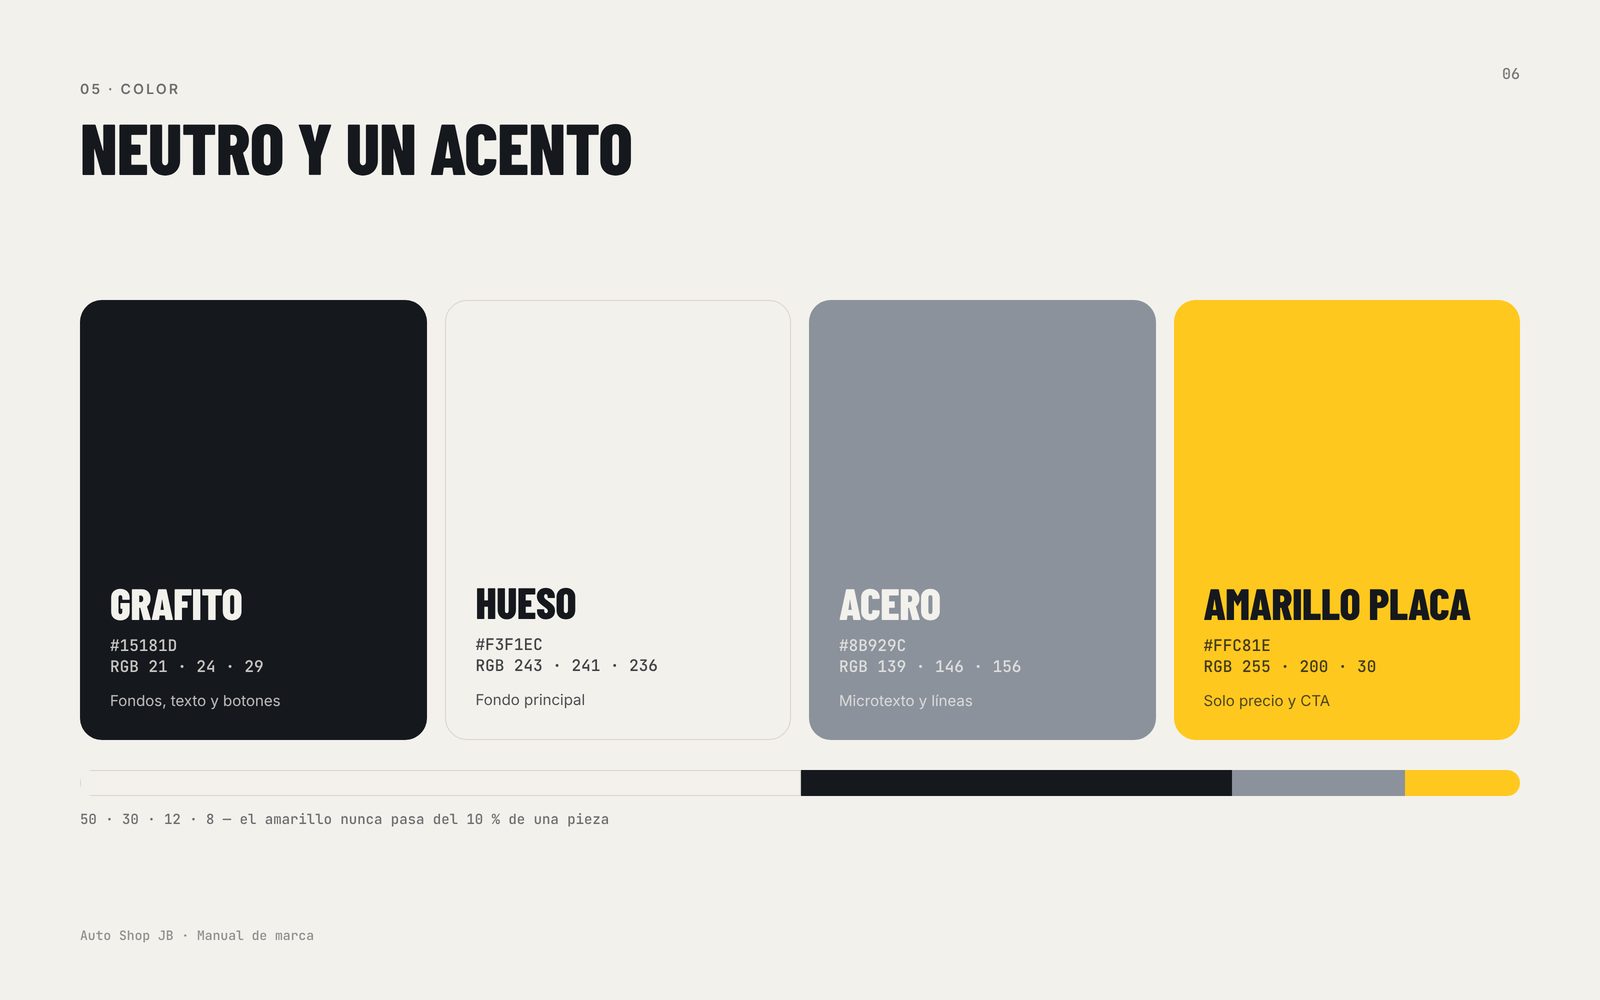 05 · COLOR
06
NEUTRO Y UN ACENTO
GRAFITO
#15181D
RGB 21 · 24 · 29
Fondos, texto y botones
HUESO
#F3F1EC
RGB 243 · 241 · 236
Fondo principal
ACERO
#8B929C
RGB 139 · 146 · 156
Microtexto y líneas
AMARILLO PLACA
#FFC81E
RGB 255 · 200 · 30
Solo precio y CTA
50 · 30 · 12 · 8 — el amarillo nunca pasa del 10 % de una pieza
Auto Shop JB · Manual de marca